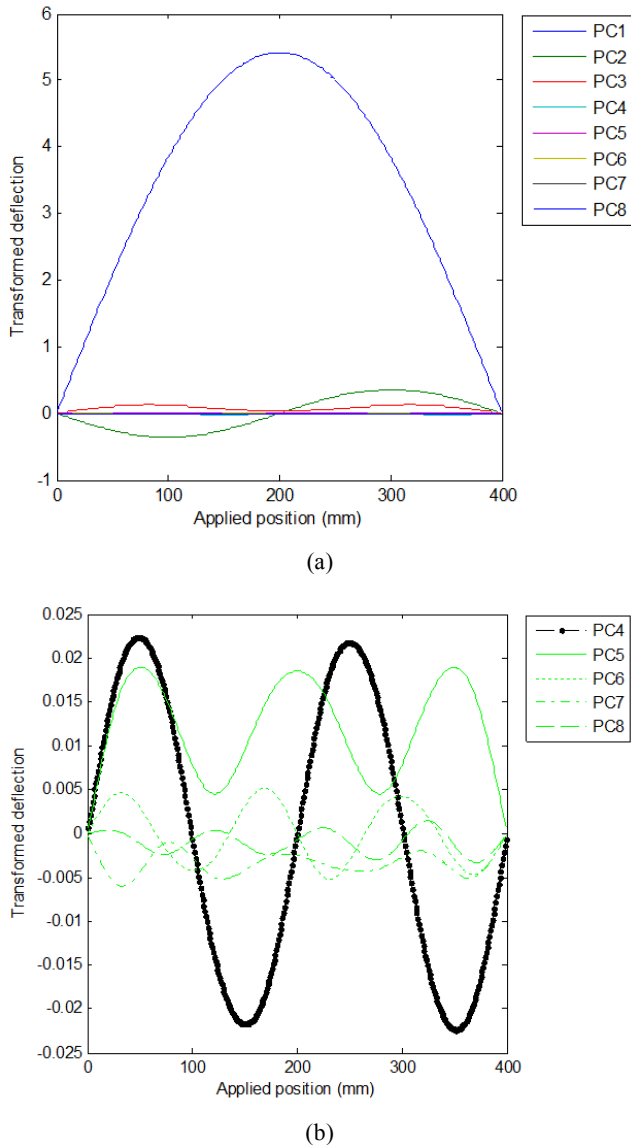 6
5
4
3
2
1
0
-1
0
100
200
300
400
Transformed deflection
Applied position (mm)
PC1
PC2
PC3
PC4
PC5
PC6
PC7
PC8
(a)
0.025
0.02
0.015
0.01
0.005
0
-0.005
-0.01
-0.015
-0.02
-0.025
0
100
200
300
400
Transformed deflection
Applied position (mm)
PC4
PC5
PC6
PC7
PC8
(b)